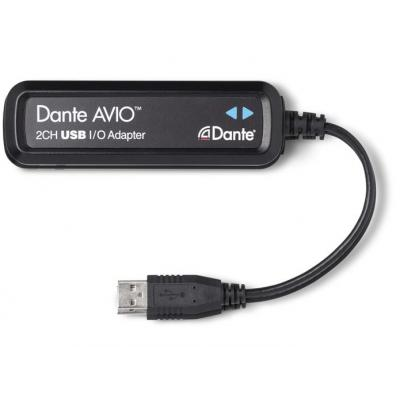 Dante AVIO™
2CH USB I/O Adapter
Dante®